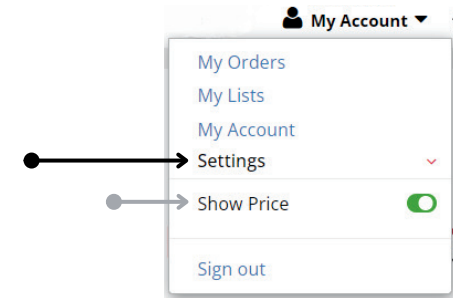 My Account
My Orders
My Lists
My Account
Settings
Show Price
Sign out